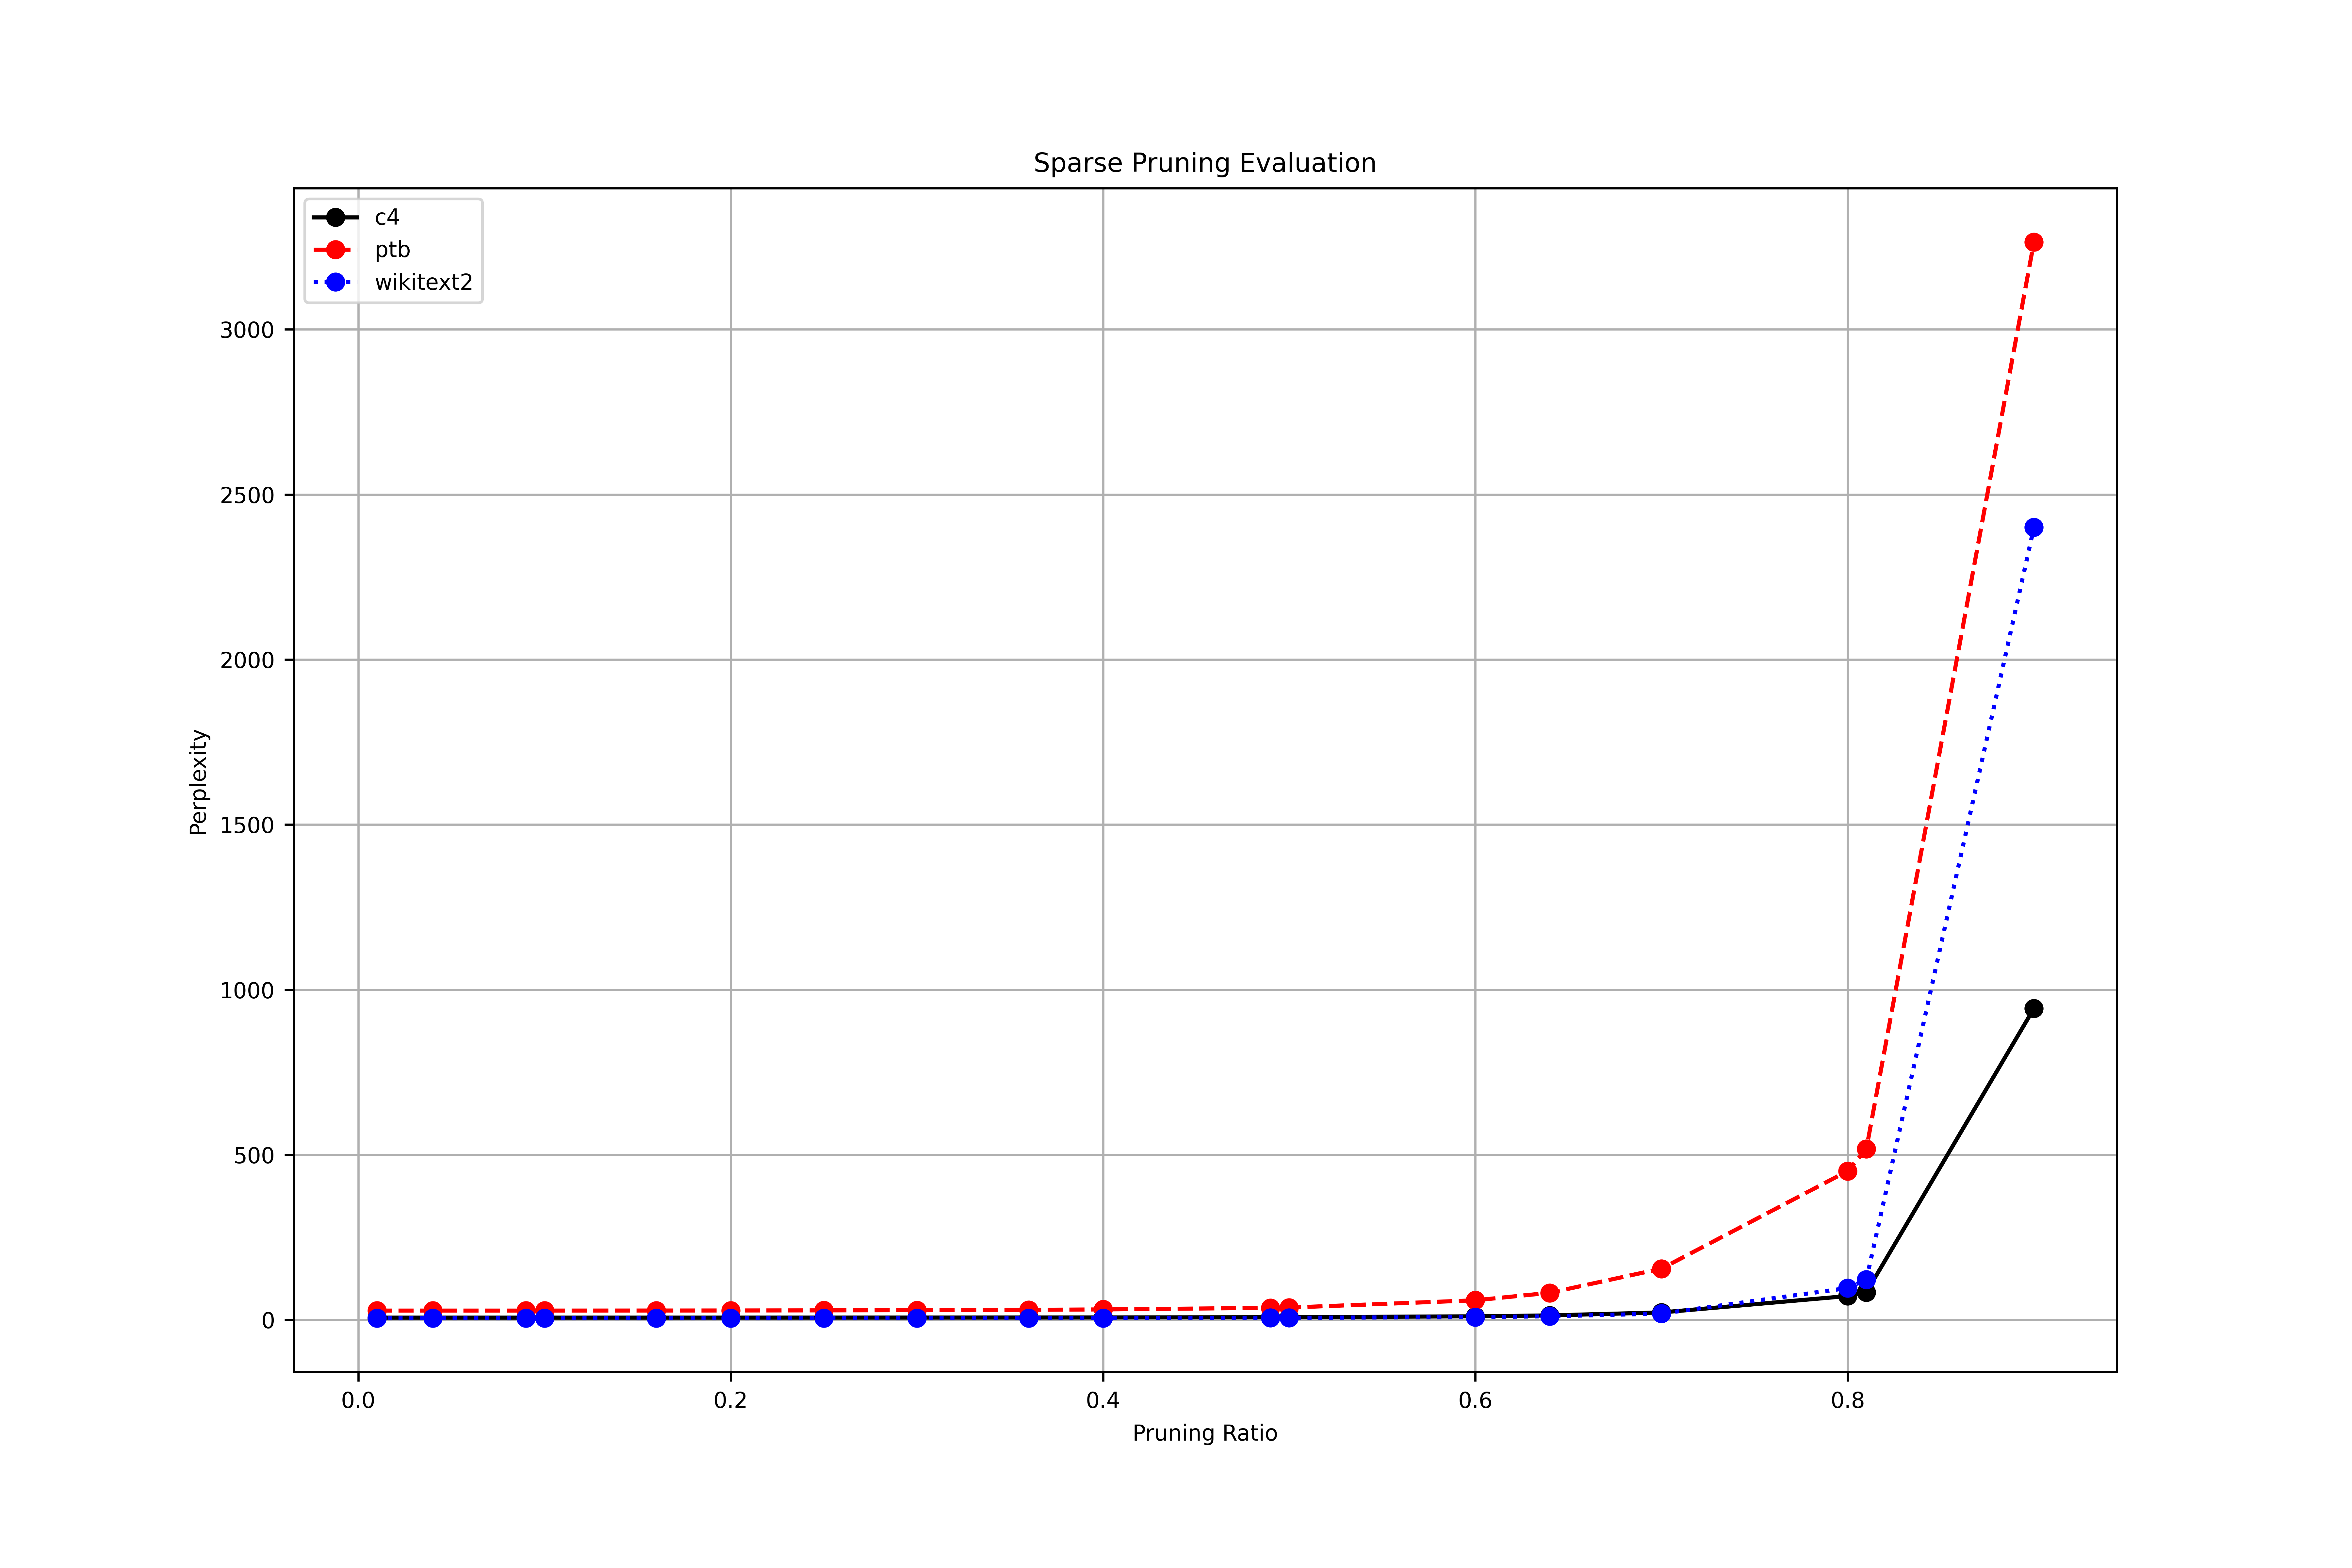 Sparse Pruning Evaluation
c4
ptb
wikitext2
3000
2500
2000
1500
1000
500
0
Perplexity
0.0 0.2 0.4 0.6 0.8
Pruning Ratio